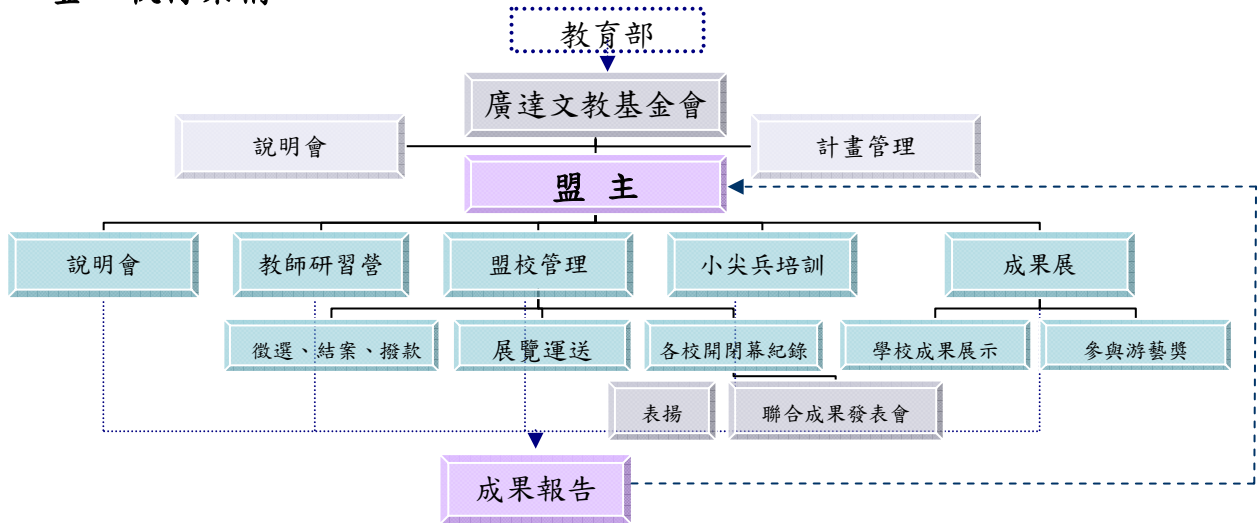 教育部
廣達文教基金會
說明會
計畫管理
盟 主
說明會
教師研習營
盟校管理
小尖兵培訓
成果展
徵選、結案、撥款
展覽運送
各校開閉幕紀錄
學校成果展示
參與游藝獎
表揚
聯合成果發表會
成果報告